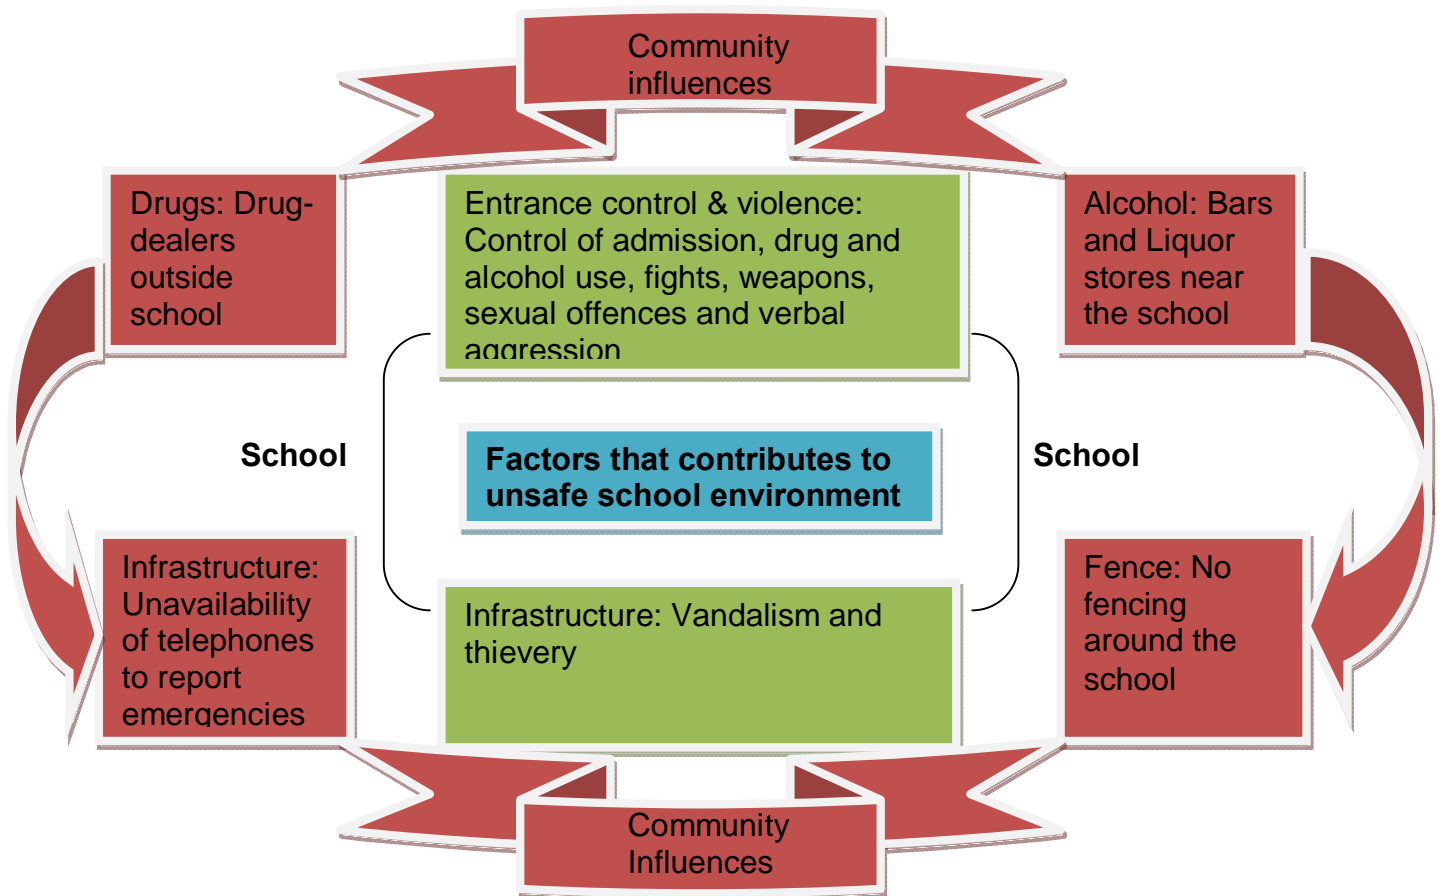 Community
influences
Drugs: Drug-
dealers
outside
school
Entrance control & violence:
Control of admission, drug and
alcohol use, fights, weapons,
sexual offences and verbal
aggression
Alcohol: Bars
and Liquor
stores near
the school
School
Factors that contributes to
unsafe school environment
School
Infrastructure:
Unavailability
of telephones
to report
emergencies
Infrastructure: Vandalism and
thievery
Fence: No
fencing
around the
school
Community
Influences